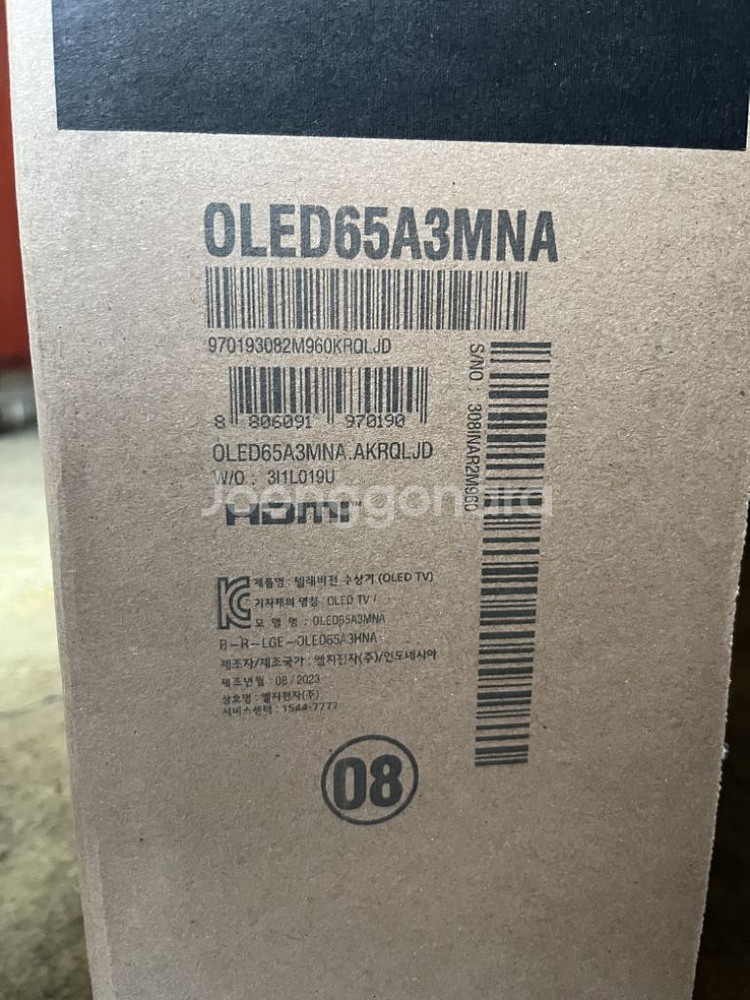 OLED65A3MNA
970193082M960KRQLJD
S/NO 308INAR2M960
8 806091 970190
OLED65A3MNA.AKRQLJD
W/O : 3I1L019U
Joonggonara
HDMI™
KC
제품명 : 텔레비전 수상기 (OLED TV)
기자재의 명칭 : OLED TV /
모 델 명 : OLED65A3MNA
R-R-LGE-OLED65A3MNA
제조자/제조국가 : 엘지전자(주)/인도네시아
제조년월 : 08 / 2023
상호명 : 엘지전자(주)
서비스센터 : 1544-7777
08